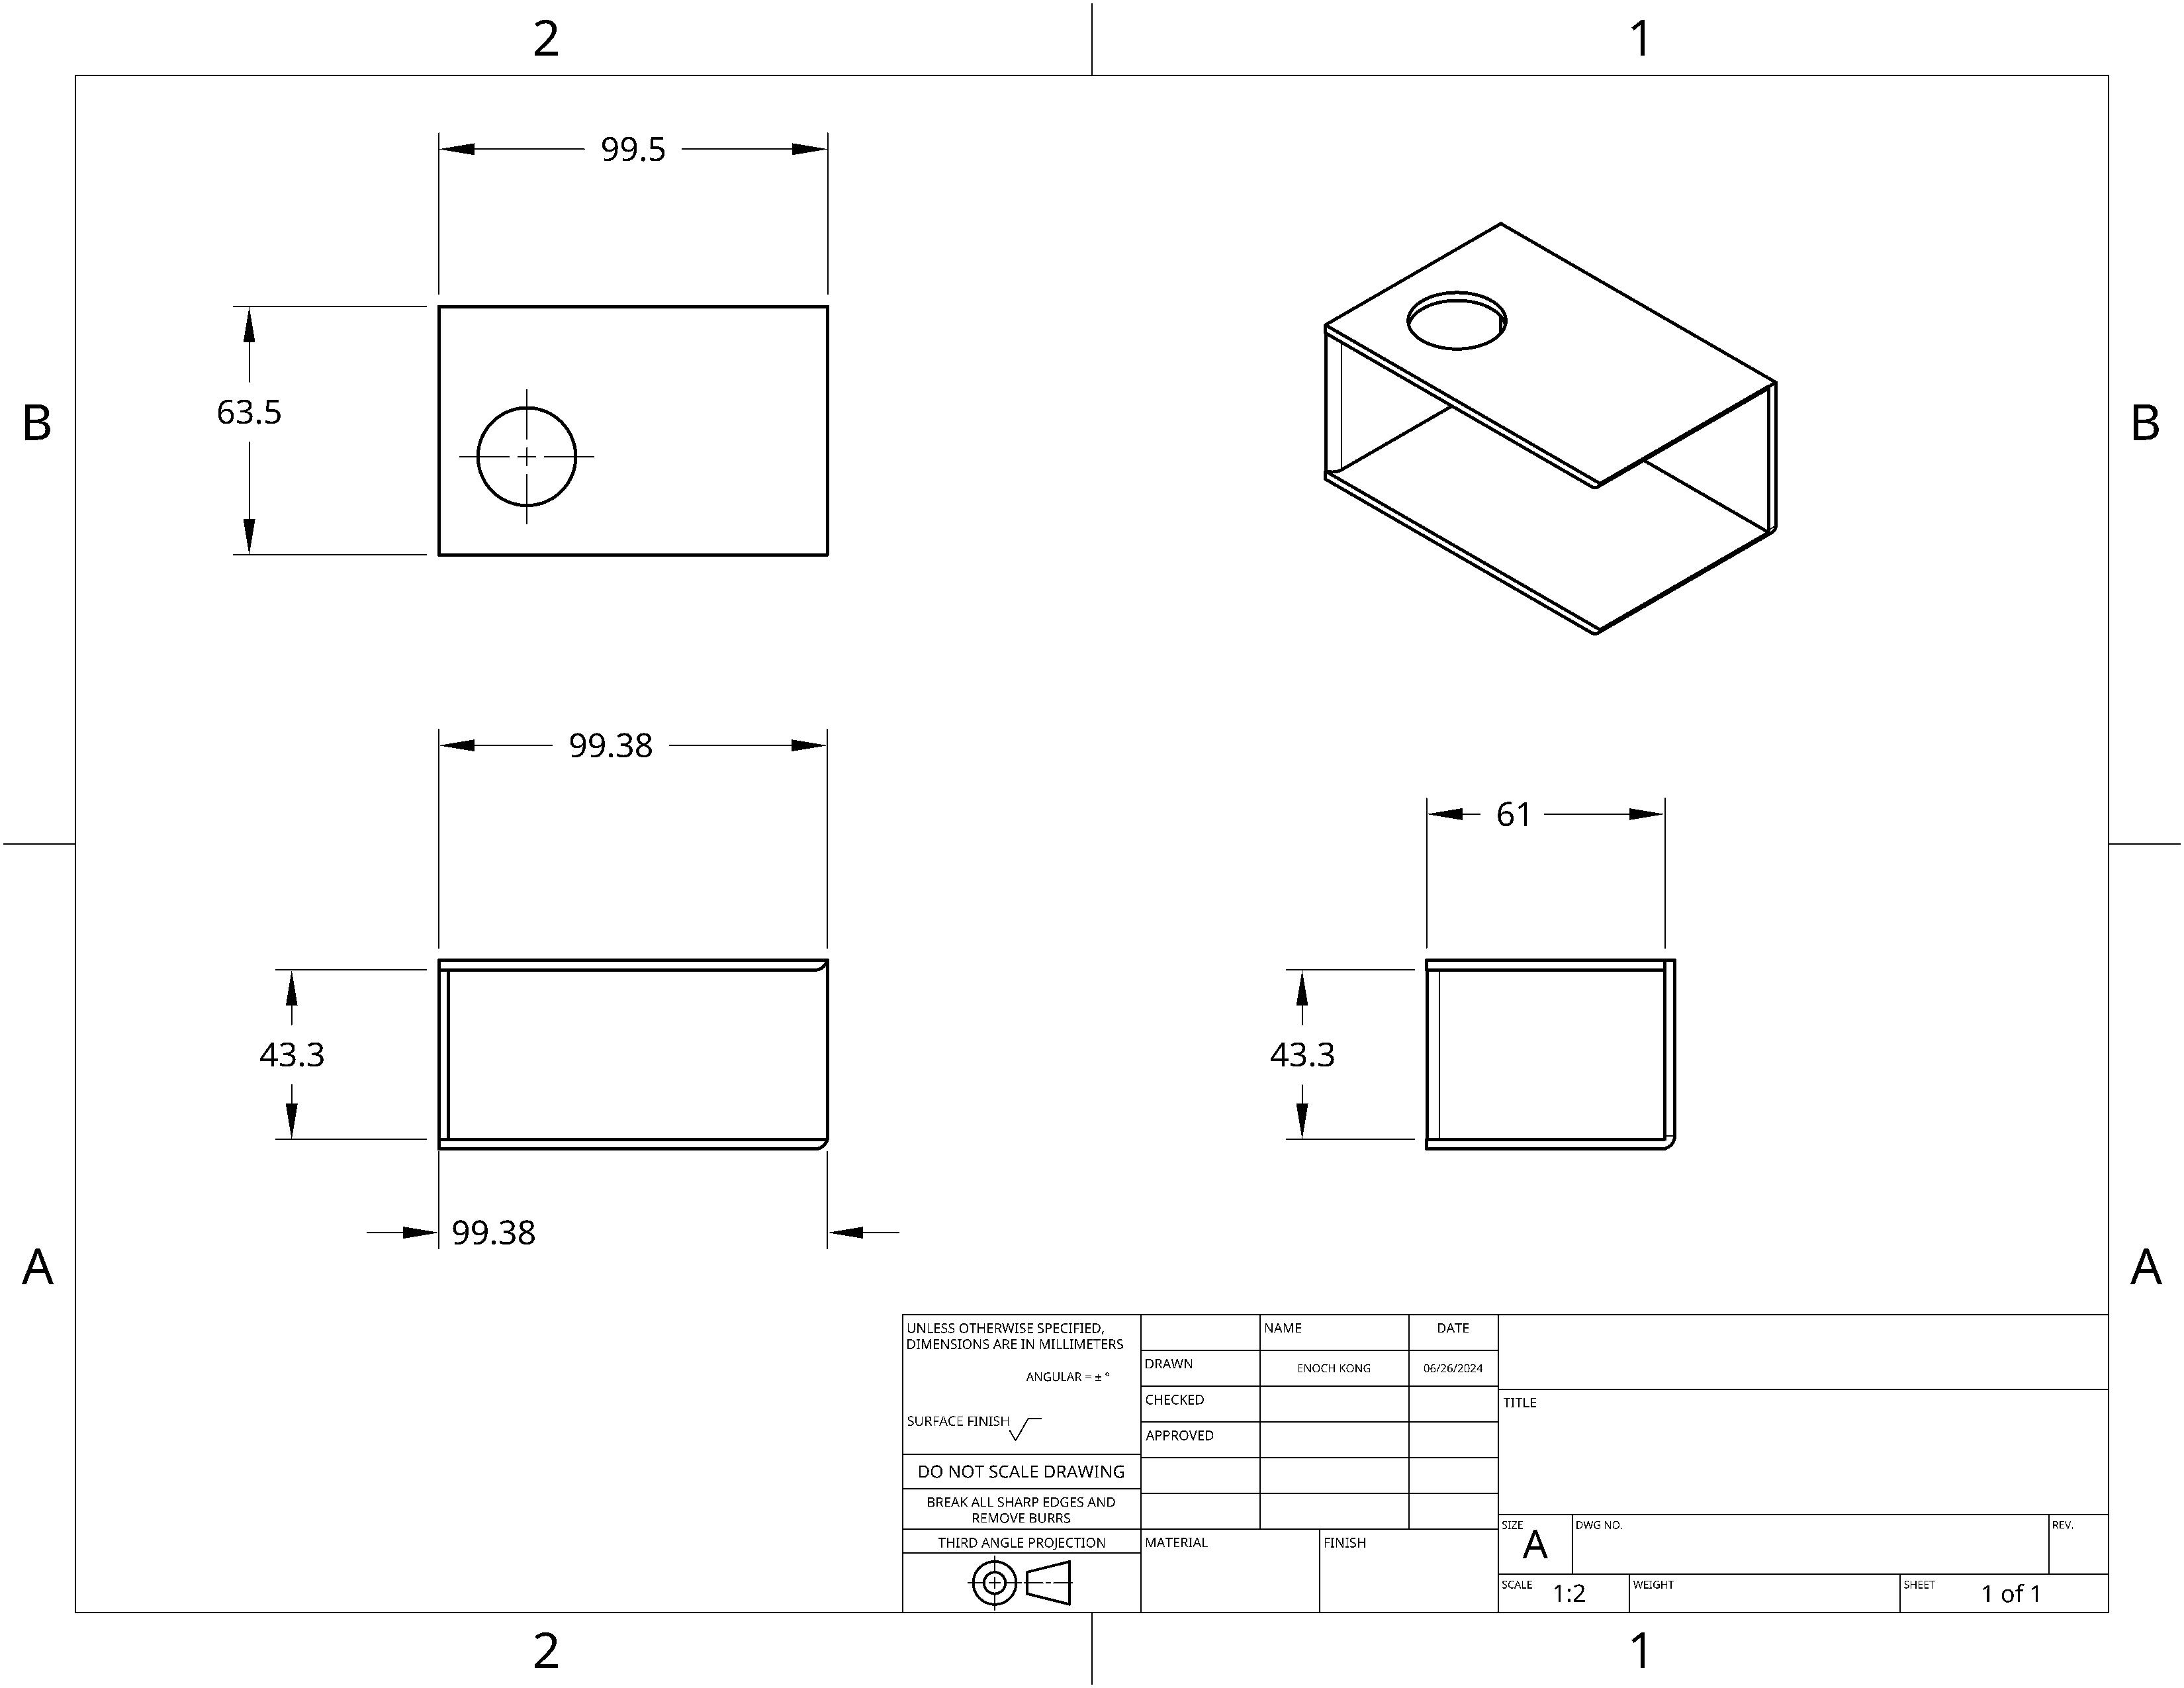 2
1
99.5
B
63.5
B
99.38
61
43.3
43.3
99.38
A
A
UNLESS OTHERWISE SPECIFIED,
DIMENSIONS ARE IN MILLIMETERS
ANGULAR = ± °
SURFACE FINISH
DO NOT SCALE DRAWING
BREAK ALL SHARP EDGES AND
REMOVE BURRS
THIRD ANGLE PROJECTION
NAME
DATE
DRAWN
ENOCH KONG
06/26/2024
CHECKED
APPROVED
MATERIAL
FINISH
TITLE
SIZE
A
DWG NO.
REV.
SCALE
1:2
WEIGHT
SHEET
1 of 1
2
1